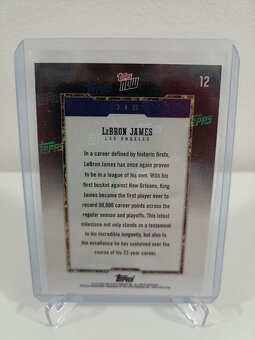 Topps NOW
12
3·4·25
LEBRON JAMES
LOS ANGELES
In a career defined by historic firsts,
LeBron James has once again proven
to be in a league of his own. With his
first bucket against New Orleans, King
James became the first player ever to
record 50,000 career points across the
regular season and playoffs. This latest
milestone not only stands as a testament
to his incredible longevity, but also to
the excellence he has sustained over the
course of his 22-year career.
Topps